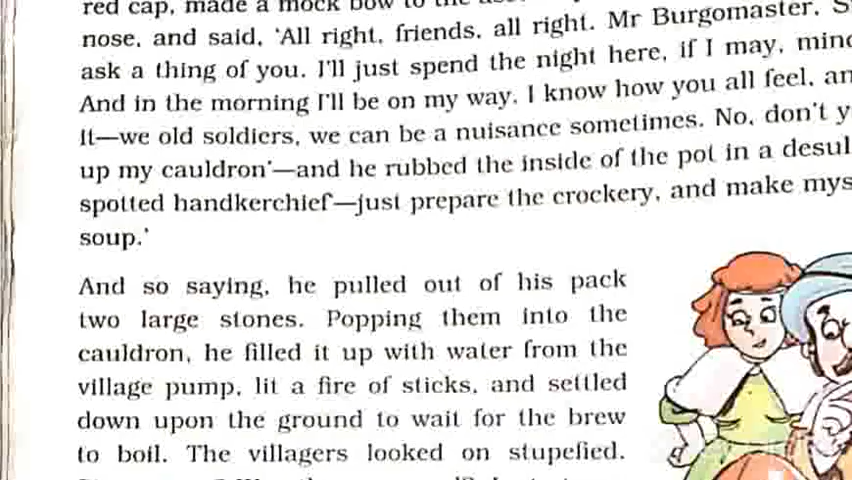 red cap, made a mock bow to the
nose, and said, 'All right, friends, all right. Mr Burgomaster,
ask a thing of you. I'll just spend the night here, if I may, mind
And in the morning I'll be on my way. I know how you all feel, an
It—we old soldiers, we can be a nuisance sometimes. No, don't y
up my cauldron'—and he rubbed the inside of the pot in a desul
spotted handkerchief—just prepare the crockery, and make mys
soup.'
And so saying, he pulled out of his pack
two large stones. Popping them into the
cauldron, he filled it up with water from the
village pump, lit a fire of sticks, and settled
down upon the ground to wait for the brew
to boil. The villagers looked on stupefied.